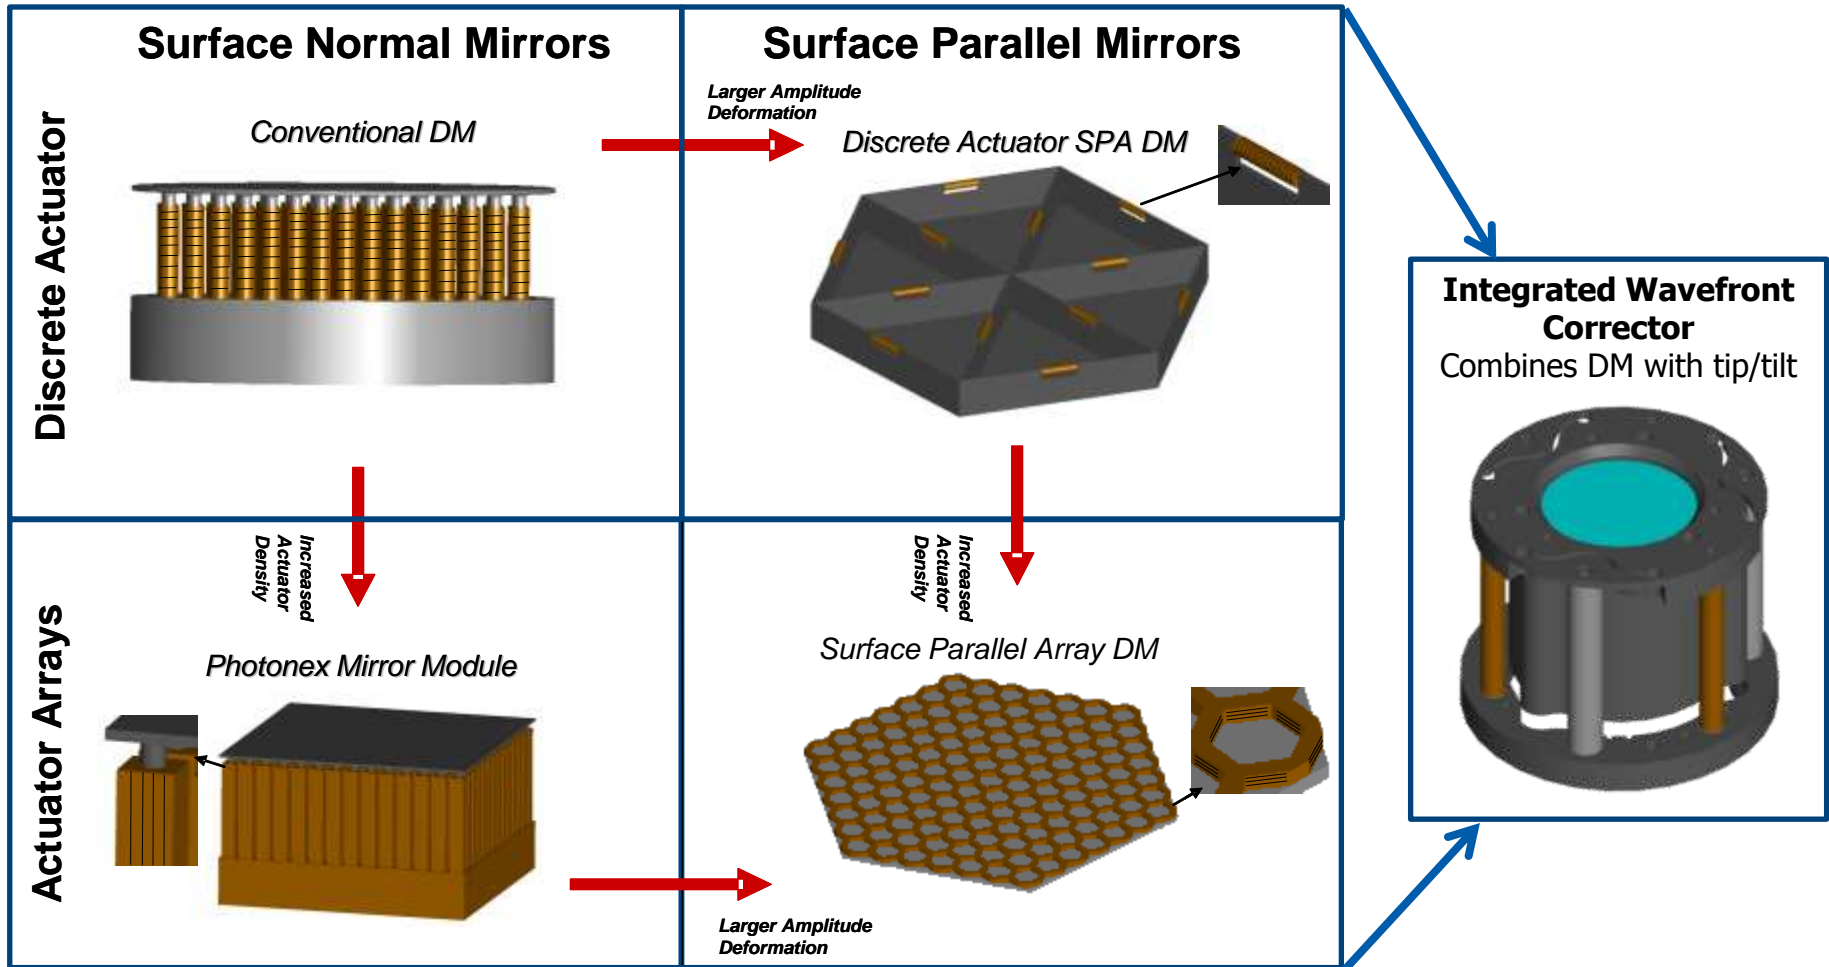 Surface Normal Mirrors
Surface Parallel Mirrors
Discrete Actuator
Conventional DM
Larger Amplitude
Deformation
Discrete Actuator SPA DM
Increased
Actuator
Density
Increased
Actuator
Density
Actuator Arrays
Photonex Mirror Module
Surface Parallel Array DM
Larger Amplitude
Deformation
Integrated Wavefront
Corrector
Combines DM with tip/tilt